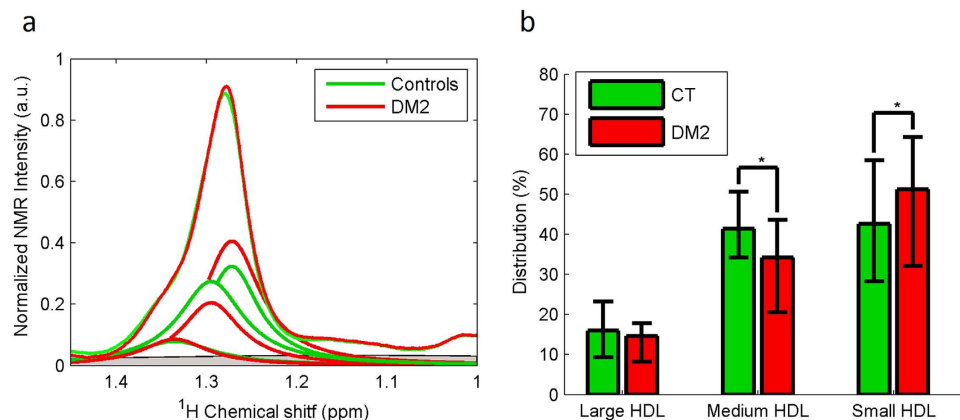 a
b
Normalized NMR Intensity (a.u.)
1
0.8
0.6
0.4
0.2
0
Controls
DM2
1.4
1.3
1.2
1.1
1
¹H Chemical shitf (ppm)
Distribution (%)
80
70
60
50
40
30
20
10
0
CT
DM2
*
*
Large HDL
Medium HDL
Small HDL